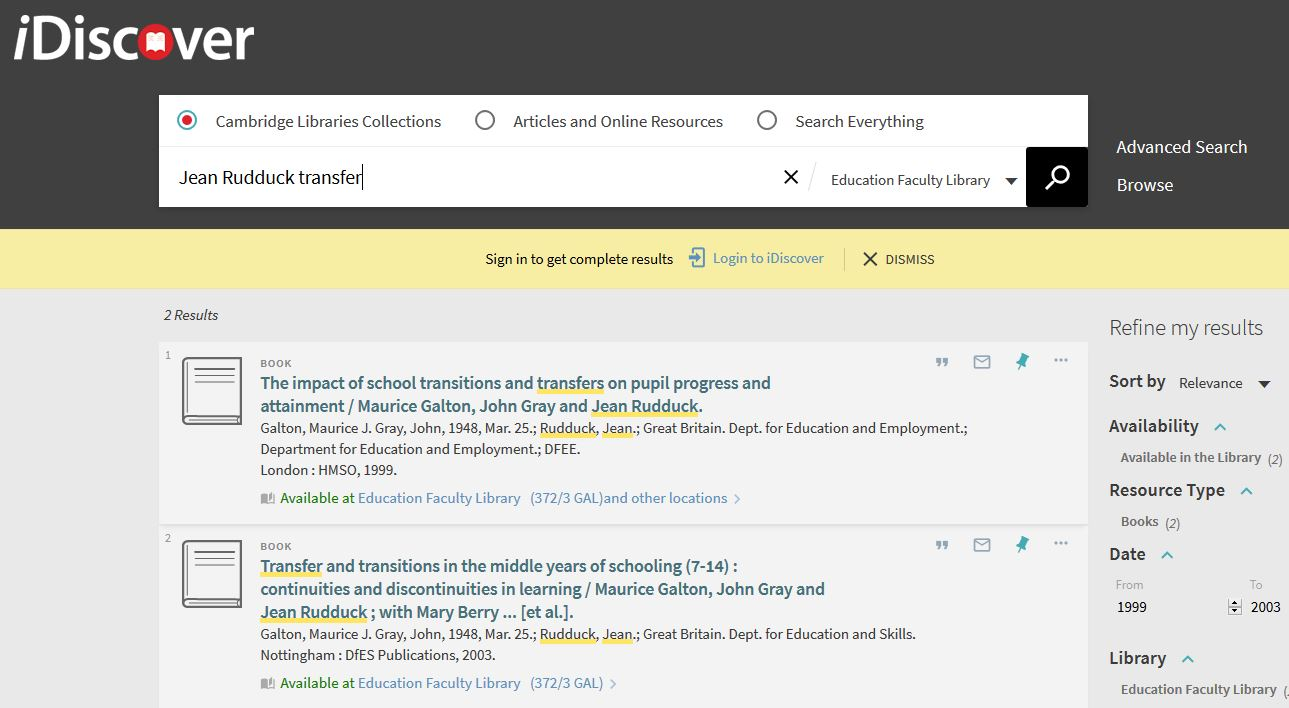 iDiscover
Cambridge Libraries Collections
Articles and Online Resources
Search Everything
Jean Rudduck transfer
Education Faculty Library
Advanced Search
Browse
Sign in to get complete results
Login to iDiscover
DISMISS
2 Results
1
BOOK
The impact of school transitions and transfers on pupil progress and
attainment / Maurice Galton, John Gray and Jean Rudduck.
Galton, Maurice J. Gray, John, 1948, Mar. 25.; Rudduck, Jean.; Great Britain. Dept. for Education and Employment.;
Department for Education and Employment.; DFEE.
London : HMSO, 1999.
Available at Education Faculty Library (372/3 GAL)and other locations
2
BOOK
Transfer and transitions in the middle years of schooling (7-14) :
continuities and discontinuities in learning / Maurice Galton, John Gray and
Jean Rudduck ; with Mary Berry ... [et al.].
Galton, Maurice J. Gray, John, 1948, Mar. 25.; Rudduck, Jean.; Great Britain. Dept. for Education and Skills.
Nottingham : DfES Publications, 2003.
Available at Education Faculty Library (372/3 GAL)
Refine my results
Sort by Relevance
Availability
Available in the Library (2)
Resource Type
Books (2)
Date
From To
1999 2003
Library
Education Faculty Library